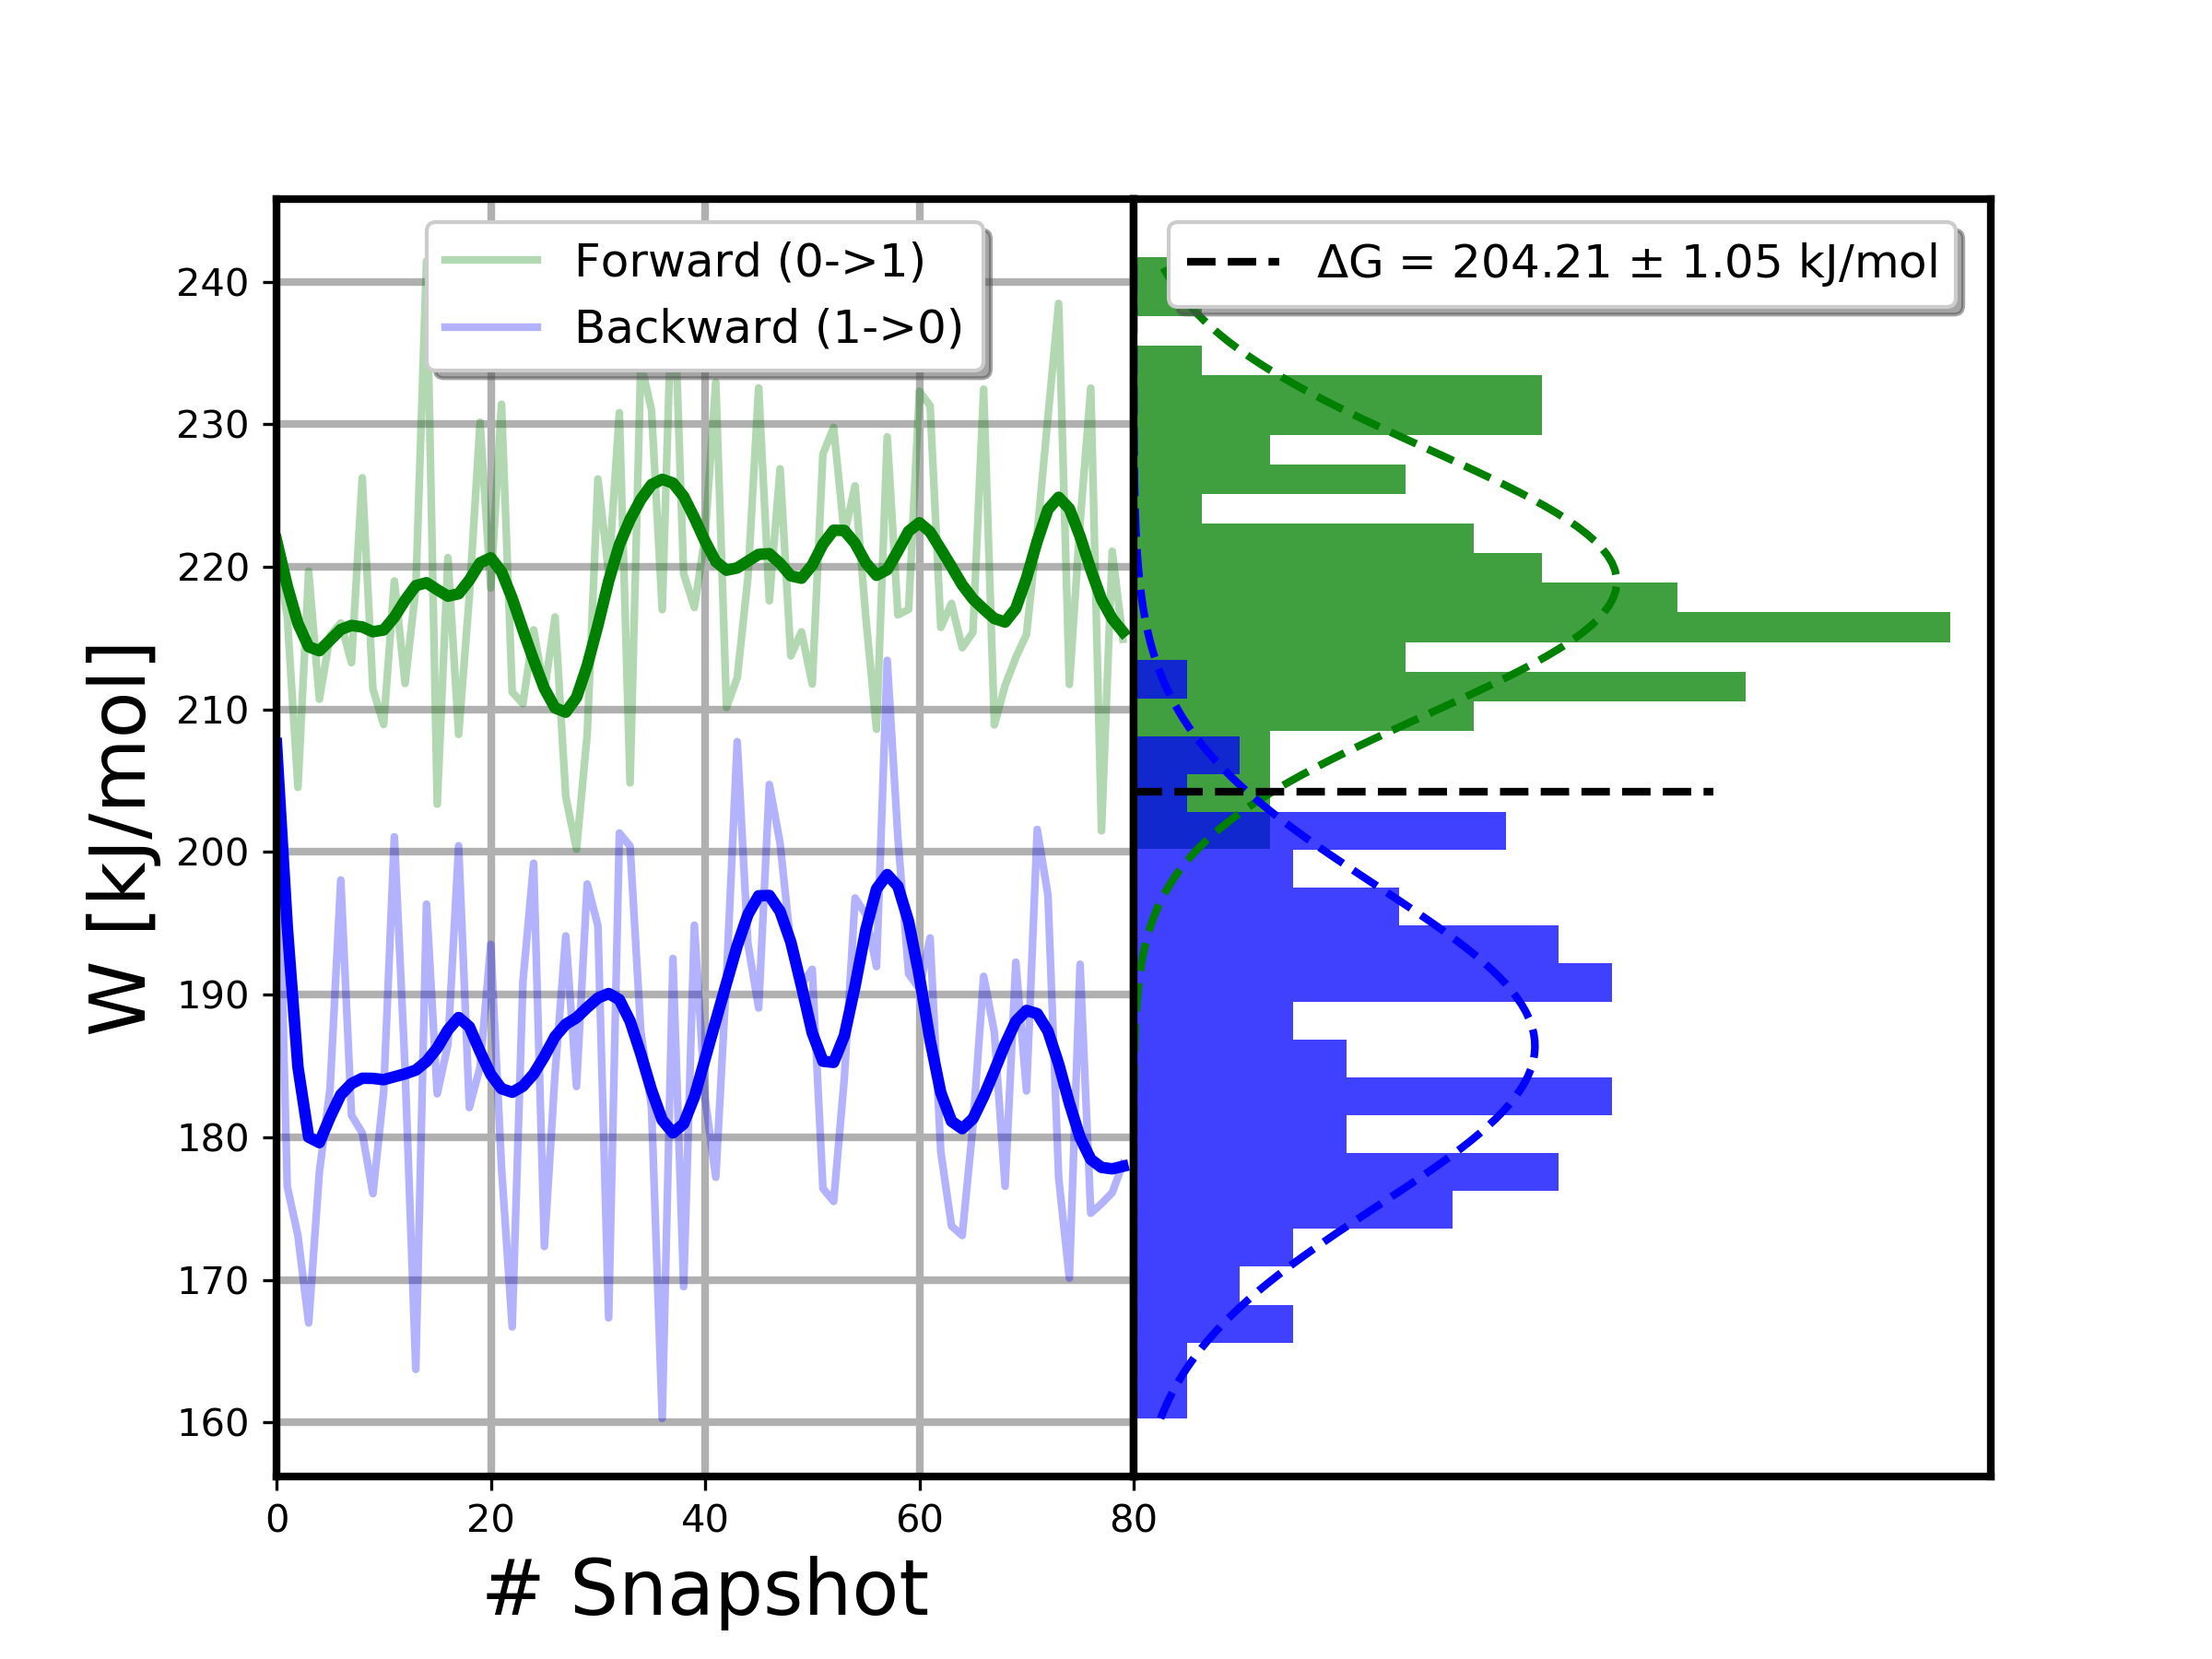 Forward (0->1)
Backward (1->0)
ΔG = 204.21 ± 1.05 kJ/mol
W [kJ/mol]
240
230
220
210
200
190
180
170
160
0 20 40 60 80
# Snapshot